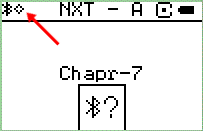 NXT - A
Chapr-7
?